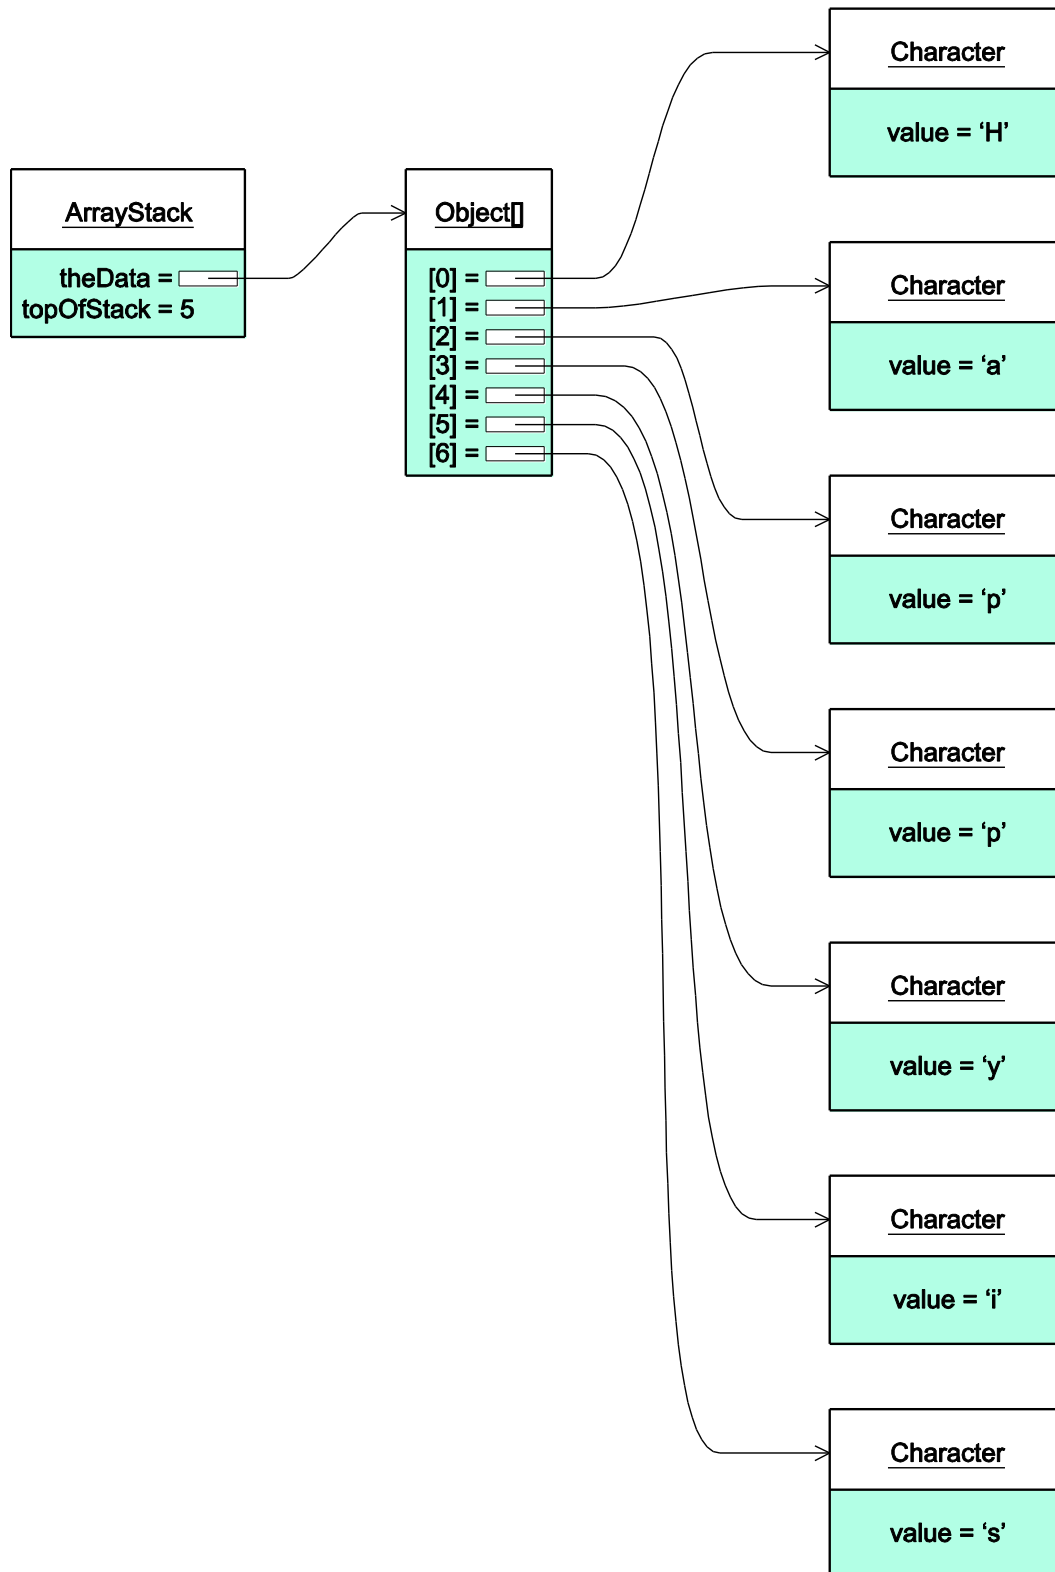 ArrayStack
theData =
topOfStack = 5
Object[]
[0] =
[1] =
[2] =
[3] =
[4] =
[5] =
[6] =
Character
value = ‘H’
Character
value = ‘a’
Character
value = ‘p’
Character
value = ‘p’
Character
value = ‘y’
Character
value = ‘i’
Character
value = ‘s’